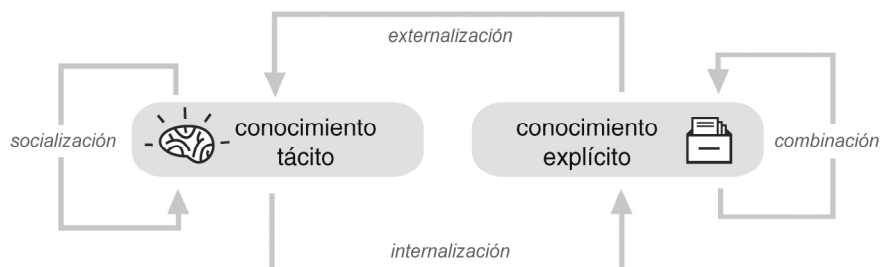 externalización
socialización
conocimiento
tácito
conocimiento
explícito
combinación
internalización